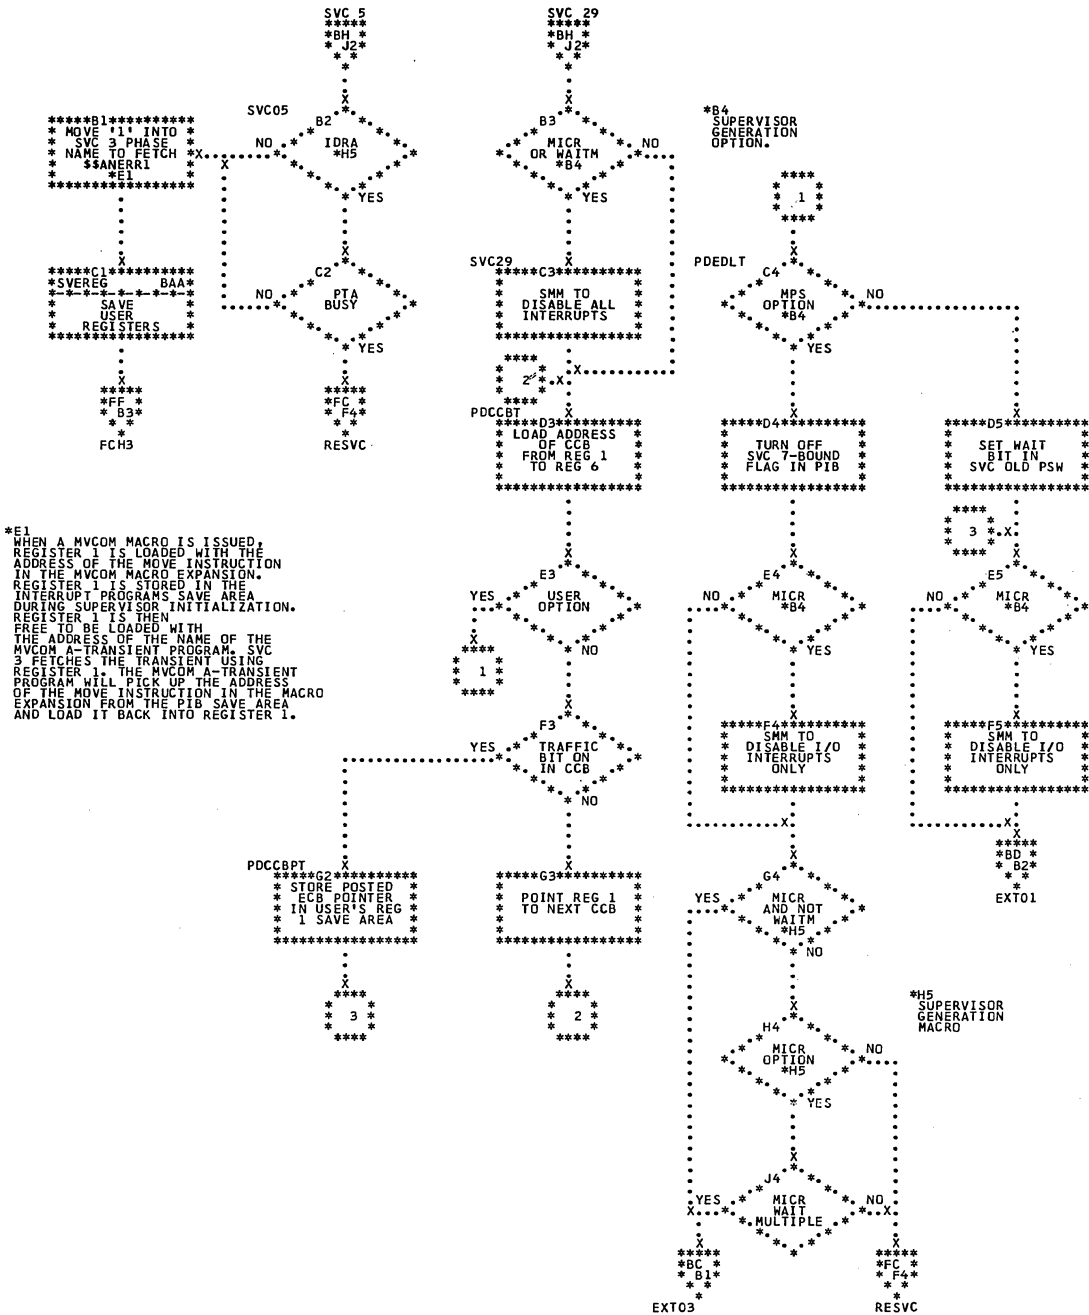 SVC 5
BH
J2
SVC05
B2
IDRA
*H5
NO
YES
B1
MOVE '1' INTO
SVC 3 PHASE
NAME TO FETCH
$$ANERR1
*E1
C1
SVEREG BAA
SAVE
USER
REGISTERS
FF
B3
FCH3
C2
PTA
BUSY
NO
YES
FC
F4
RESVC
SVC 29
BH
J2
B3
MICR
OR WAITM
*B4
NO
YES
SVC29
C3
SMM TO
DISABLE ALL
INTERRUPTS
2
PDCCBT
D3
LOAD ADDRESS
OF CCB
FROM REG 1
TO REG 6
E3
USER
OPTION
YES
NO
1
F3
TRAFFIC
BIT ON
IN CCB
YES
NO
PDCCBPT
G2
STORE POSTED
ECB POINTER
IN USER'S REG
1 SAVE AREA
3
G3
POINT REG 1
TO NEXT CCB
2
*B4
SUPERVISOR
GENERATION
OPTION.
1
PDEDLT
C4
MPS
OPTION
*B4
NO
YES
D4
TURN OFF
SVC 7-BOUND
FLAG IN PIB
E4
MICR
*B4
NO
YES
F4
SMM TO
DISABLE I/O
INTERRUPTS
ONLY
G4
MICR
AND NOT
WAITM
*H5
YES
NO
H4
MICR
OPTION
*H5
NO
YES
J4
MICR
WAIT
MULTIPLE
YES
NO
BC
B1
EXT03
FC
F4
RESVC
D5
SET WAIT
BIT IN
SVC OLD PSW
3
E5
MICR
*B4
NO
YES
F5
SMM TO
DISABLE I/O
INTERRUPTS
ONLY
BD
B2
EXT01
*H5
SUPERVISOR
GENERATION
MACRO
*E1
WHEN A MVCOM MACRO IS ISSUED,
REGISTER 1 IS LOADED WITH THE
ADDRESS OF THE MOVE INSTRUCTION
IN THE MVCOM MACRO EXPANSION.
REGISTER 1 IS STORED IN THE
INTERRUPT PROGRAMS SAVE AREA
DURING SUPERVISOR INITIALIZATION.
REGISTER 1 IS THEN
FREE TO BE LOADED WITH
THE ADDRESS OF THE NAME OF THE
MVCOM A-TRANSIENT PROGRAM. SVC
3 FETCHES THE TRANSIENT USING
REGISTER 1. THE MVCOM A-TRANSIENT
PROGRAM WILL PICK UP THE ADDRESS
OF THE MOVE INSTRUCTION IN THE MACRO
EXPANSION FROM THE PIB SAVE AREA
AND LOAD IT BACK INTO REGISTER 1.